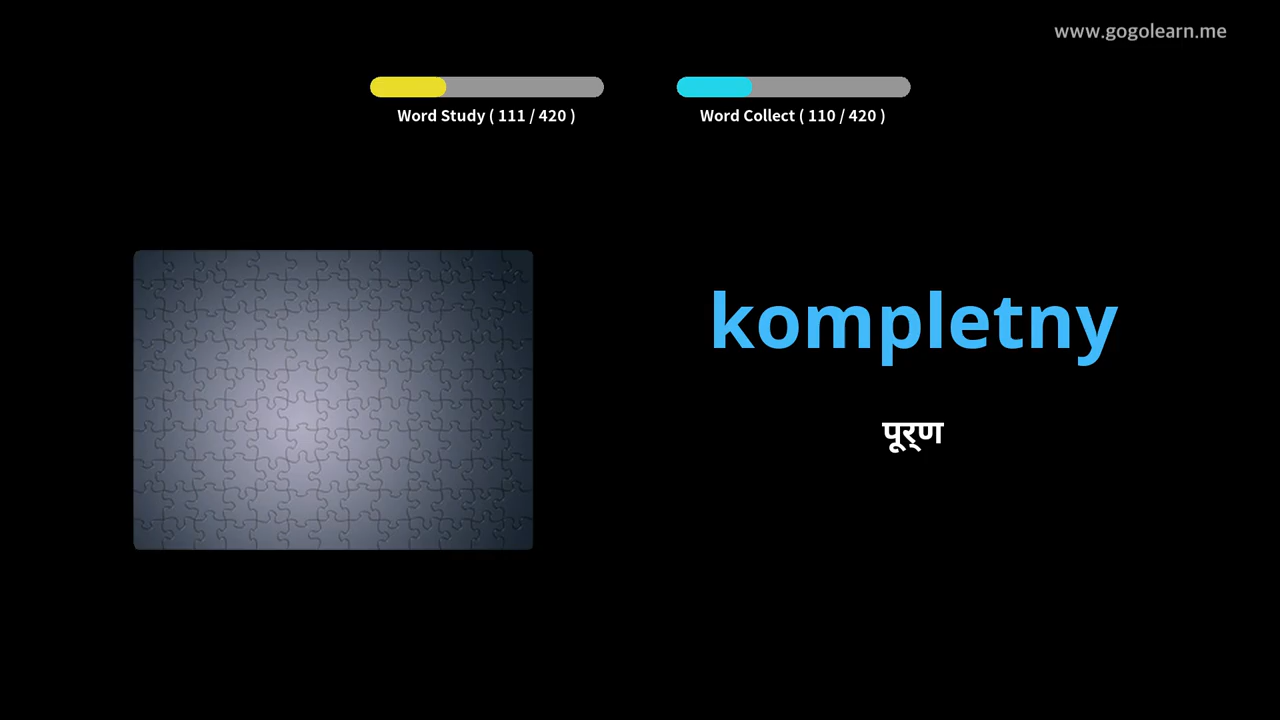 www.gogolearn.me
Word Study ( 111 / 420 )
Word Collect ( 110 / 420 )
kompletny
पूर्ण